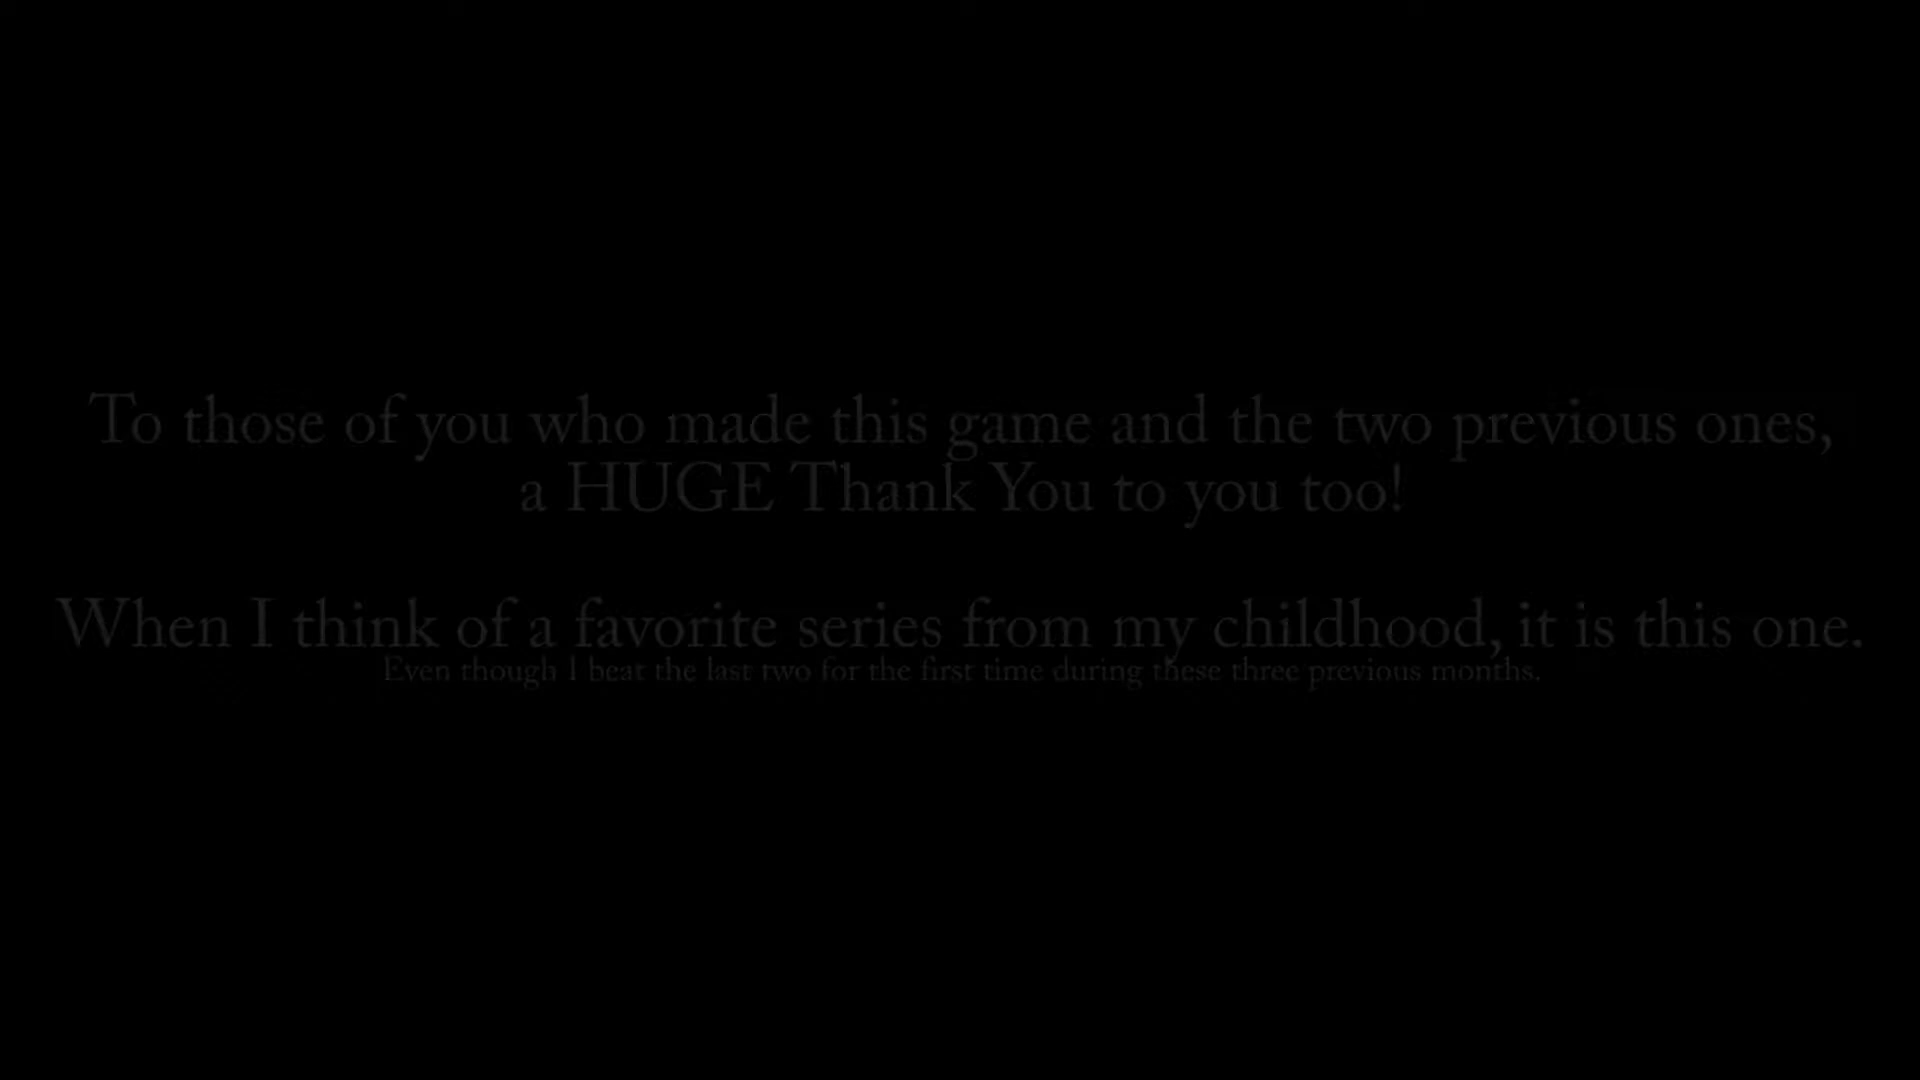 To those of you who made this game and the two previous ones,
a HUGE Thank You to you too!
When I think of a favorite series from my childhood, it is this one.
Even though I beat the last two for the first time during these three previous months.